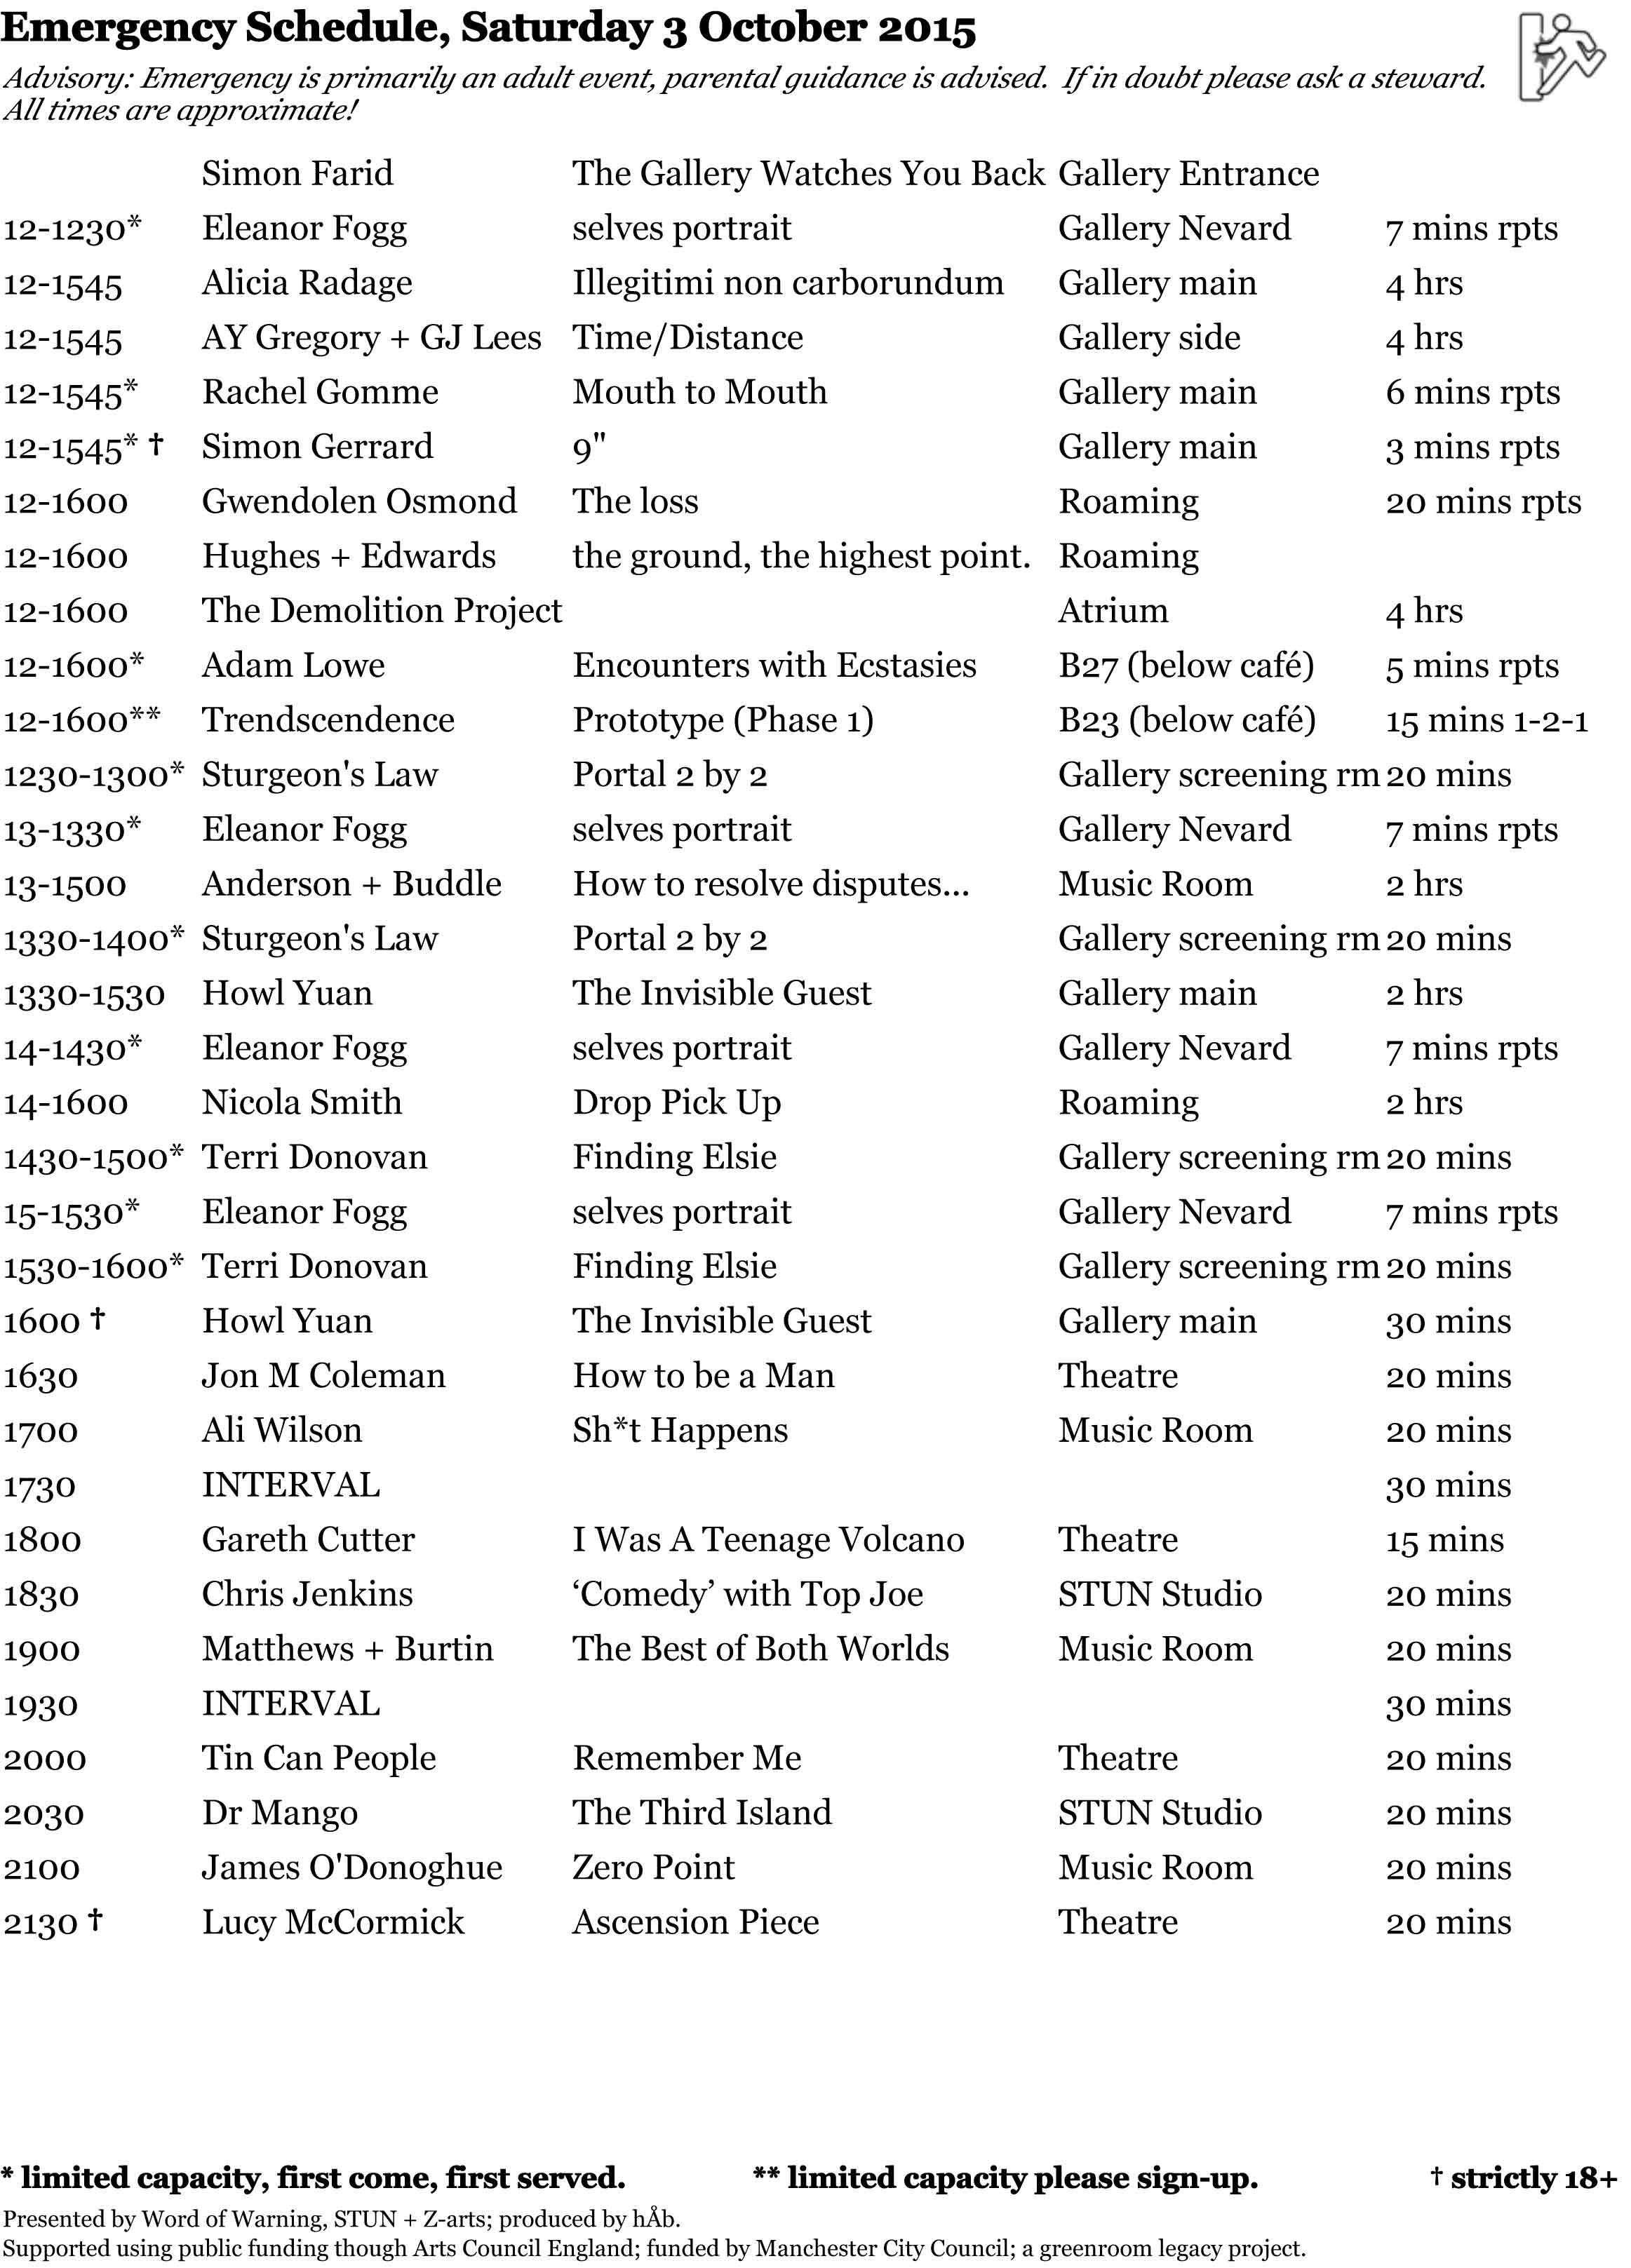 Emergency Schedule, Saturday 3 October 2015
Advisory: Emergency is primarily an adult event, parental guidance is advised.  If in doubt please ask a steward.
All times are approximate!
Simon Farid The Gallery Watches You Back Gallery Entrance
12-1230* Eleanor Fogg selves portrait Gallery Nevard 7 mins rpts
12-1545 Alicia Radage Illegitimi non carborundum Gallery main 4 hrs
12-1545 AY Gregory + GJ Lees Time/Distance Gallery side 4 hrs
12-1545* Rachel Gomme Mouth to Mouth Gallery main 6 mins rpts
12-1545* † Simon Gerrard 9" Gallery main 3 mins rpts
12-1600 Gwendolen Osmond The loss Roaming 20 mins rpts
12-1600 Hughes + Edwards the ground, the highest point. Roaming
12-1600 The Demolition Project Atrium 4 hrs
12-1600* Adam Lowe Encounters with Ecstasies B27 (below café) 5 mins rpts
12-1600** Trendscendence Prototype (Phase 1) B23 (below café) 15 mins 1-2-1
1230-1300* Sturgeon's Law Portal 2 by 2 Gallery screening rm 20 mins
13-1330* Eleanor Fogg selves portrait Gallery Nevard 7 mins rpts
13-1500 Anderson + Buddle How to resolve disputes... Music Room 2 hrs
1330-1400* Sturgeon's Law Portal 2 by 2 Gallery screening rm 20 mins
1330-1530 Howl Yuan The Invisible Guest Gallery main 2 hrs
14-1430* Eleanor Fogg selves portrait Gallery Nevard 7 mins rpts
14-1600 Nicola Smith Drop Pick Up Roaming 2 hrs
1430-1500* Terri Donovan Finding Elsie Gallery screening rm 20 mins
15-1530* Eleanor Fogg selves portrait Gallery Nevard 7 mins rpts
1530-1600* Terri Donovan Finding Elsie Gallery screening rm 20 mins
1600 † Howl Yuan The Invisible Guest Gallery main 30 mins
1630 Jon M Coleman How to be a Man Theatre 20 mins
1700 Ali Wilson Sh*t Happens Music Room 20 mins
1730 INTERVAL 30 mins
1800 Gareth Cutter I Was A Teenage Volcano Theatre 15 mins
1830 Chris Jenkins ‘Comedy’ with Top Joe STUN Studio 20 mins
1900 Matthews + Burtin The Best of Both Worlds Music Room 20 mins
1930 INTERVAL 30 mins
2000 Tin Can People Remember Me Theatre 20 mins
2030 Dr Mango The Third Island STUN Studio 20 mins
2100 James O'Donoghue Zero Point Music Room 20 mins
2130 † Lucy McCormick Ascension Piece Theatre 20 mins
* limited capacity, first come, first served. ** limited capacity please sign-up. † strictly 18+
Presented by Word of Warning, STUN + Z-arts; produced by hÅb.
Supported using public funding though Arts Council England; funded by Manchester City Council; a greenroom legacy project.